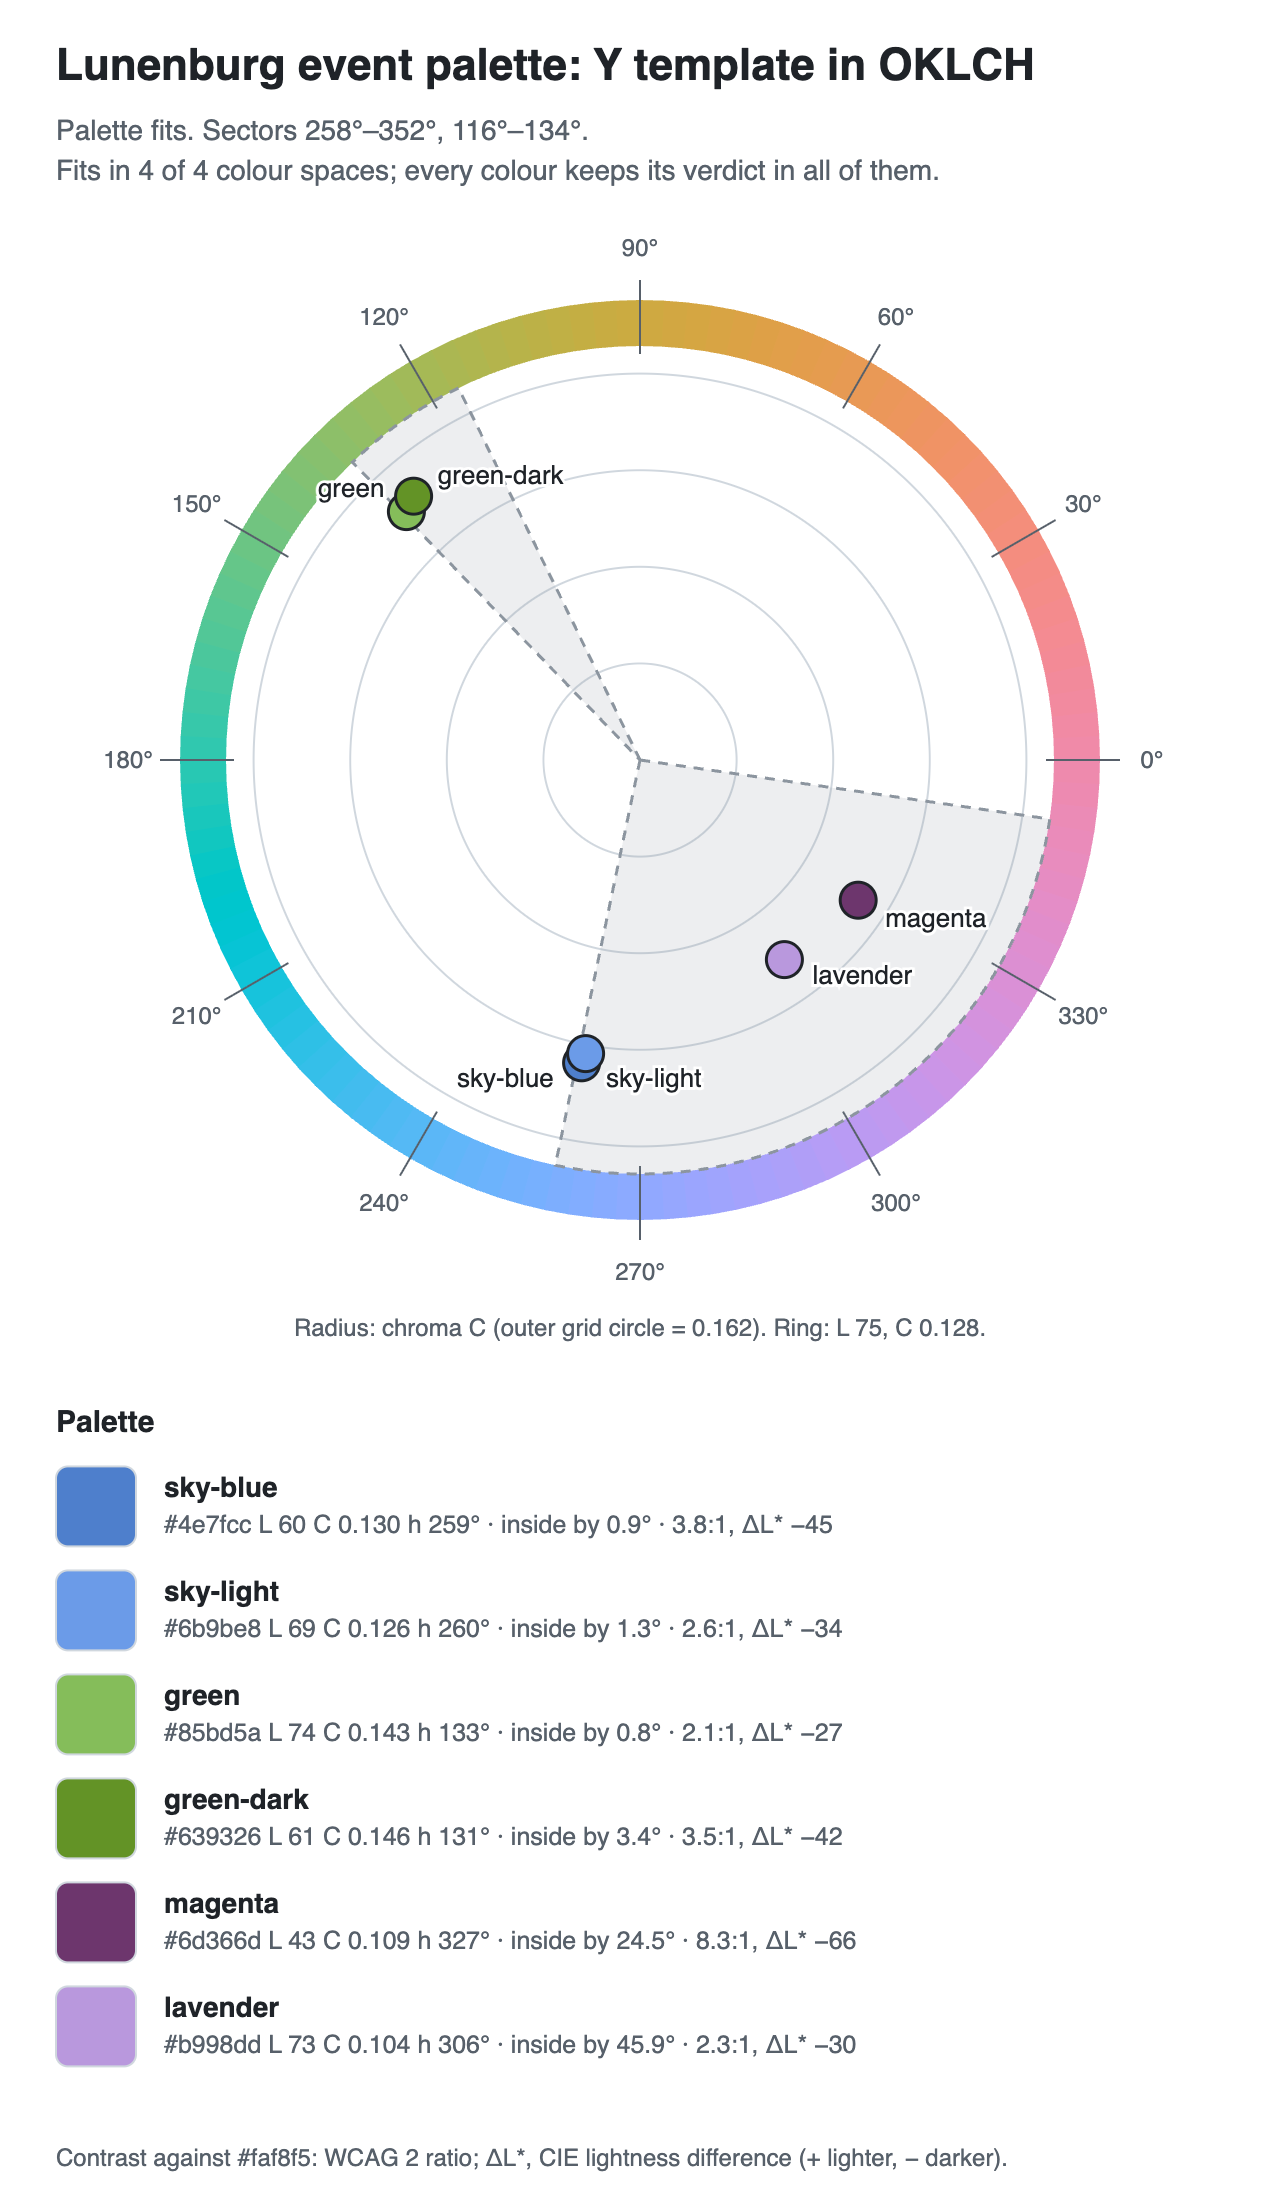 Lunenburg event palette: Y template in OKLCH
Palette fits. Sectors 258°–352°, 116°–134°.
Fits in 4 of 4 colour spaces; every colour keeps its verdict in all of them.
90°
120°
60°
green-dark
green
150°
30°
180°
0°
magenta
lavender
210°
330°
sky-blue
sky-light
240°
300°
270°
Radius: chroma C (outer grid circle = 0.162). Ring: L 75, C 0.128.
Palette
sky-blue
#4e7fcc L 60 C 0.130 h 259° · inside by 0.9° · 3.8:1, ΔL* −45
sky-light
#6b9be8 L 69 C 0.126 h 260° · inside by 1.3° · 2.6:1, ΔL* −34
green
#85bd5a L 74 C 0.143 h 133° · inside by 0.8° · 2.1:1, ΔL* −27
green-dark
#639326 L 61 C 0.146 h 131° · inside by 3.4° · 3.5:1, ΔL* −42
magenta
#6d366d L 43 C 0.109 h 327° · inside by 24.5° · 8.3:1, ΔL* −66
lavender
#b998dd L 73 C 0.104 h 306° · inside by 45.9° · 2.3:1, ΔL* −30
Contrast against #faf8f5: WCAG 2 ratio; ΔL*, CIE lightness difference (+ lighter, − darker).